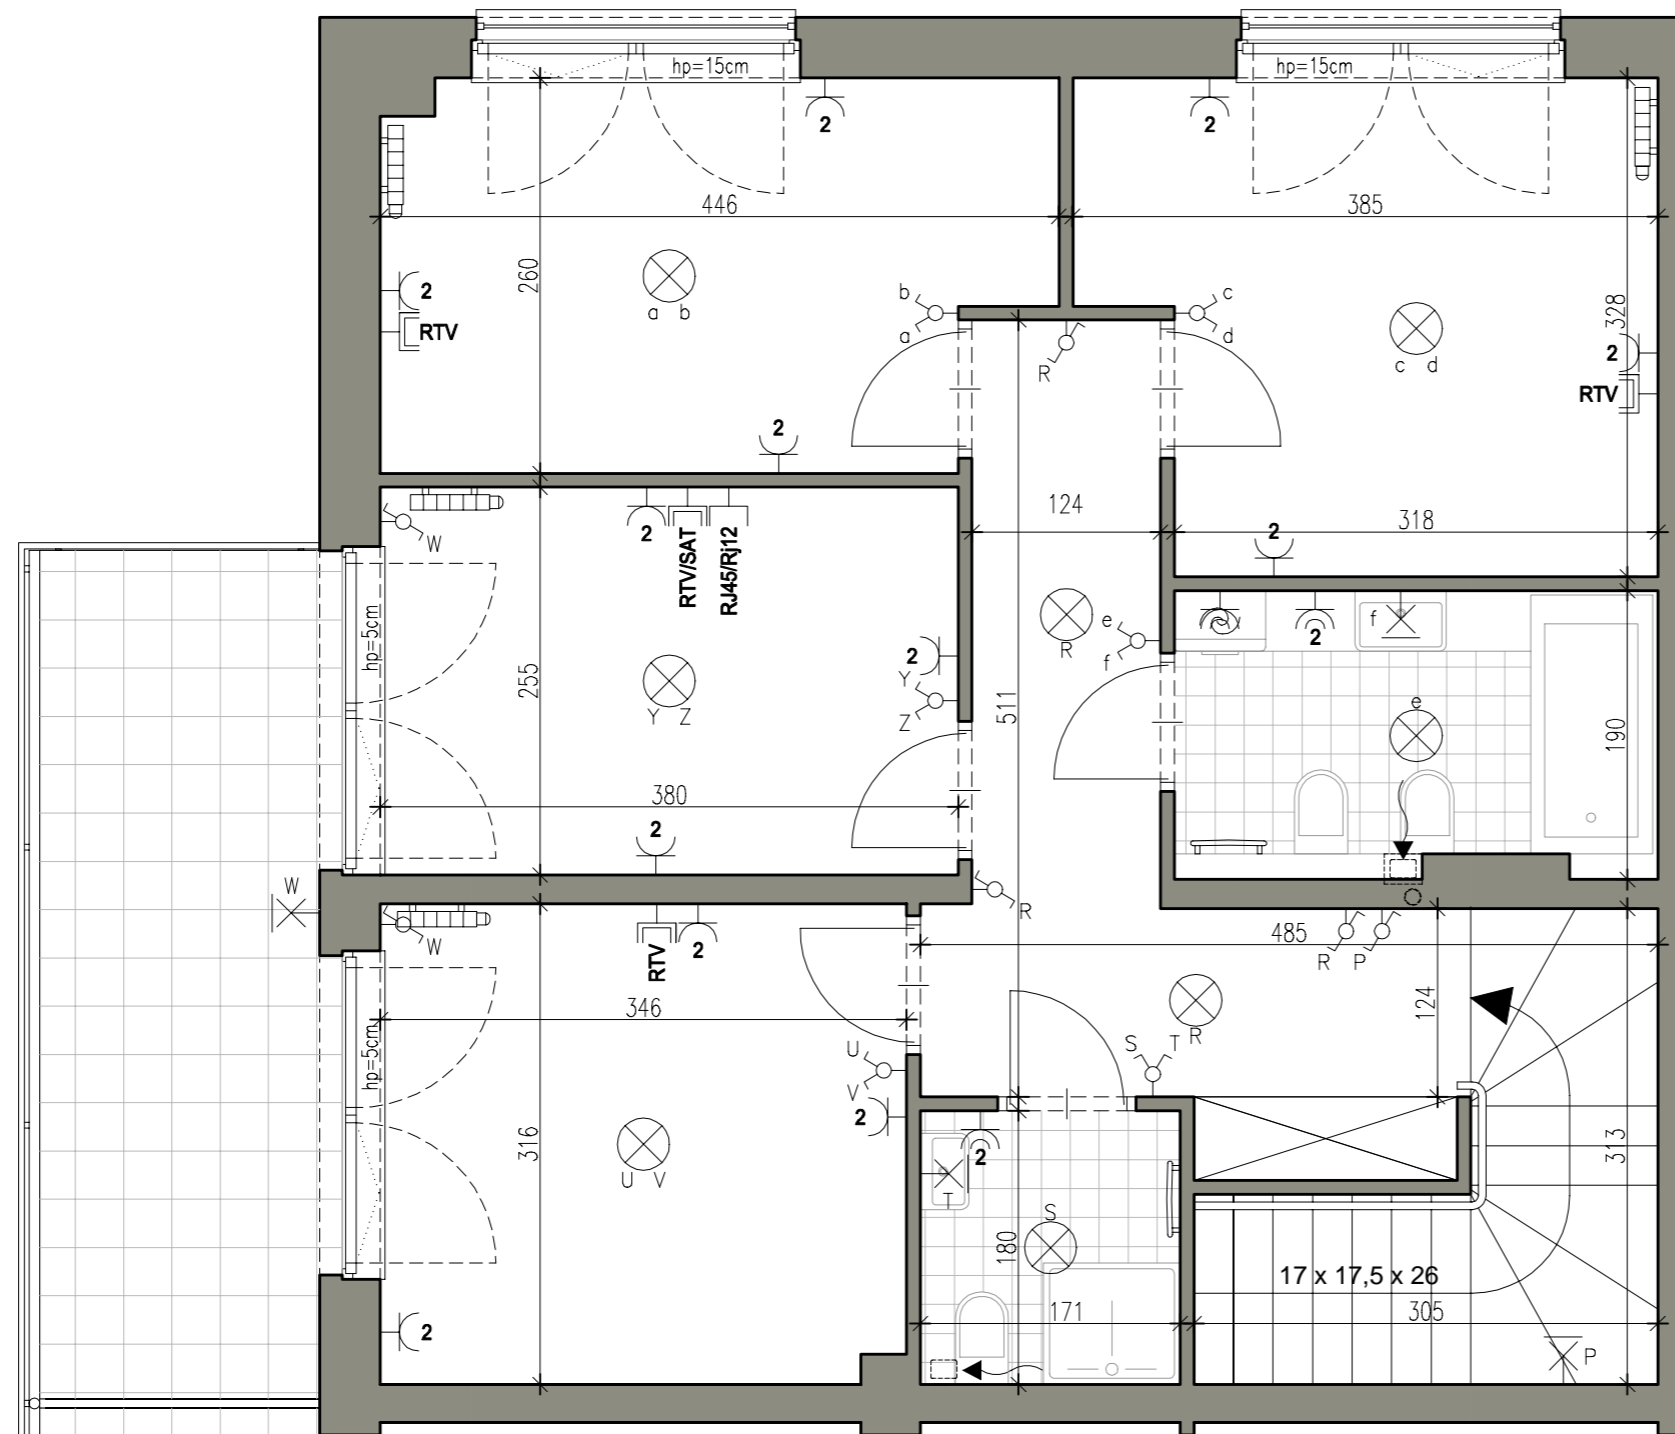 hp=15cm
hp=15cm
2
2
446
385
260
a b
b
a
c
d
c d
328
2
RTV
2
RTV
R
2
124
318
2
W
2
RTV/SAT
RJ45/Rj12
hp=5cm
255
Y Z
2
Y
Z
380
2
511
R
e
f
2
f
e
190
W
W
RTV
2
R
485
R P
124
346
hp=5cm
U
V
2
316
U V
R
S T
313
2
T
S
180
171
17 x 17,5 x 26
305
P
2